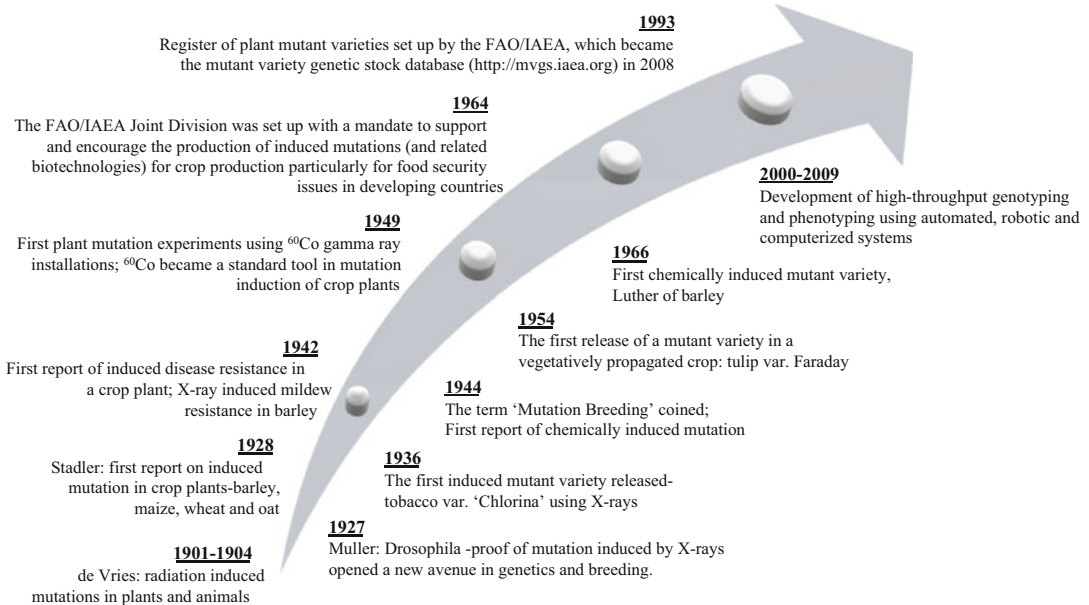 1993
Register of plant mutant varieties set up by the FAO/IAEA, which became
the mutant variety genetic stock database (http://mvgs.iaea.org) in 2008
1964
The FAO/IAEA Joint Division was set up with a mandate to support
and encourage the production of induced mutations (and related
biotechnologies) for crop production particularly for food security
issues in developing countries
1949
First plant mutation experiments using ⁶⁰Co gamma ray
installations; ⁶⁰Co became a standard tool in mutation
induction of crop plants
1942
First report of induced disease resistance in
a crop plant; X-ray induced mildew
resistance in barley
1928
Stadler: first report on induced
mutation in crop plants-barley,
maize, wheat and oat
1901-1904
de Vries: radiation induced
mutations in plants and animals
2000-2009
Development of high-throughput genotyping
and phenotyping using automated, robotic and
computerized systems
1966
First chemically induced mutant variety,
Luther of barley
1954
The first release of a mutant variety in a
vegetatively propagated crop: tulip var. Faraday
1944
The term ‘Mutation Breeding’ coined;
First report of chemically induced mutation
1936
The first induced mutant variety released-
tobacco var. ‘Chlorina’ using X-rays
1927
Muller: Drosophila -proof of mutation induced by X-rays
opened a new avenue in genetics and breeding.